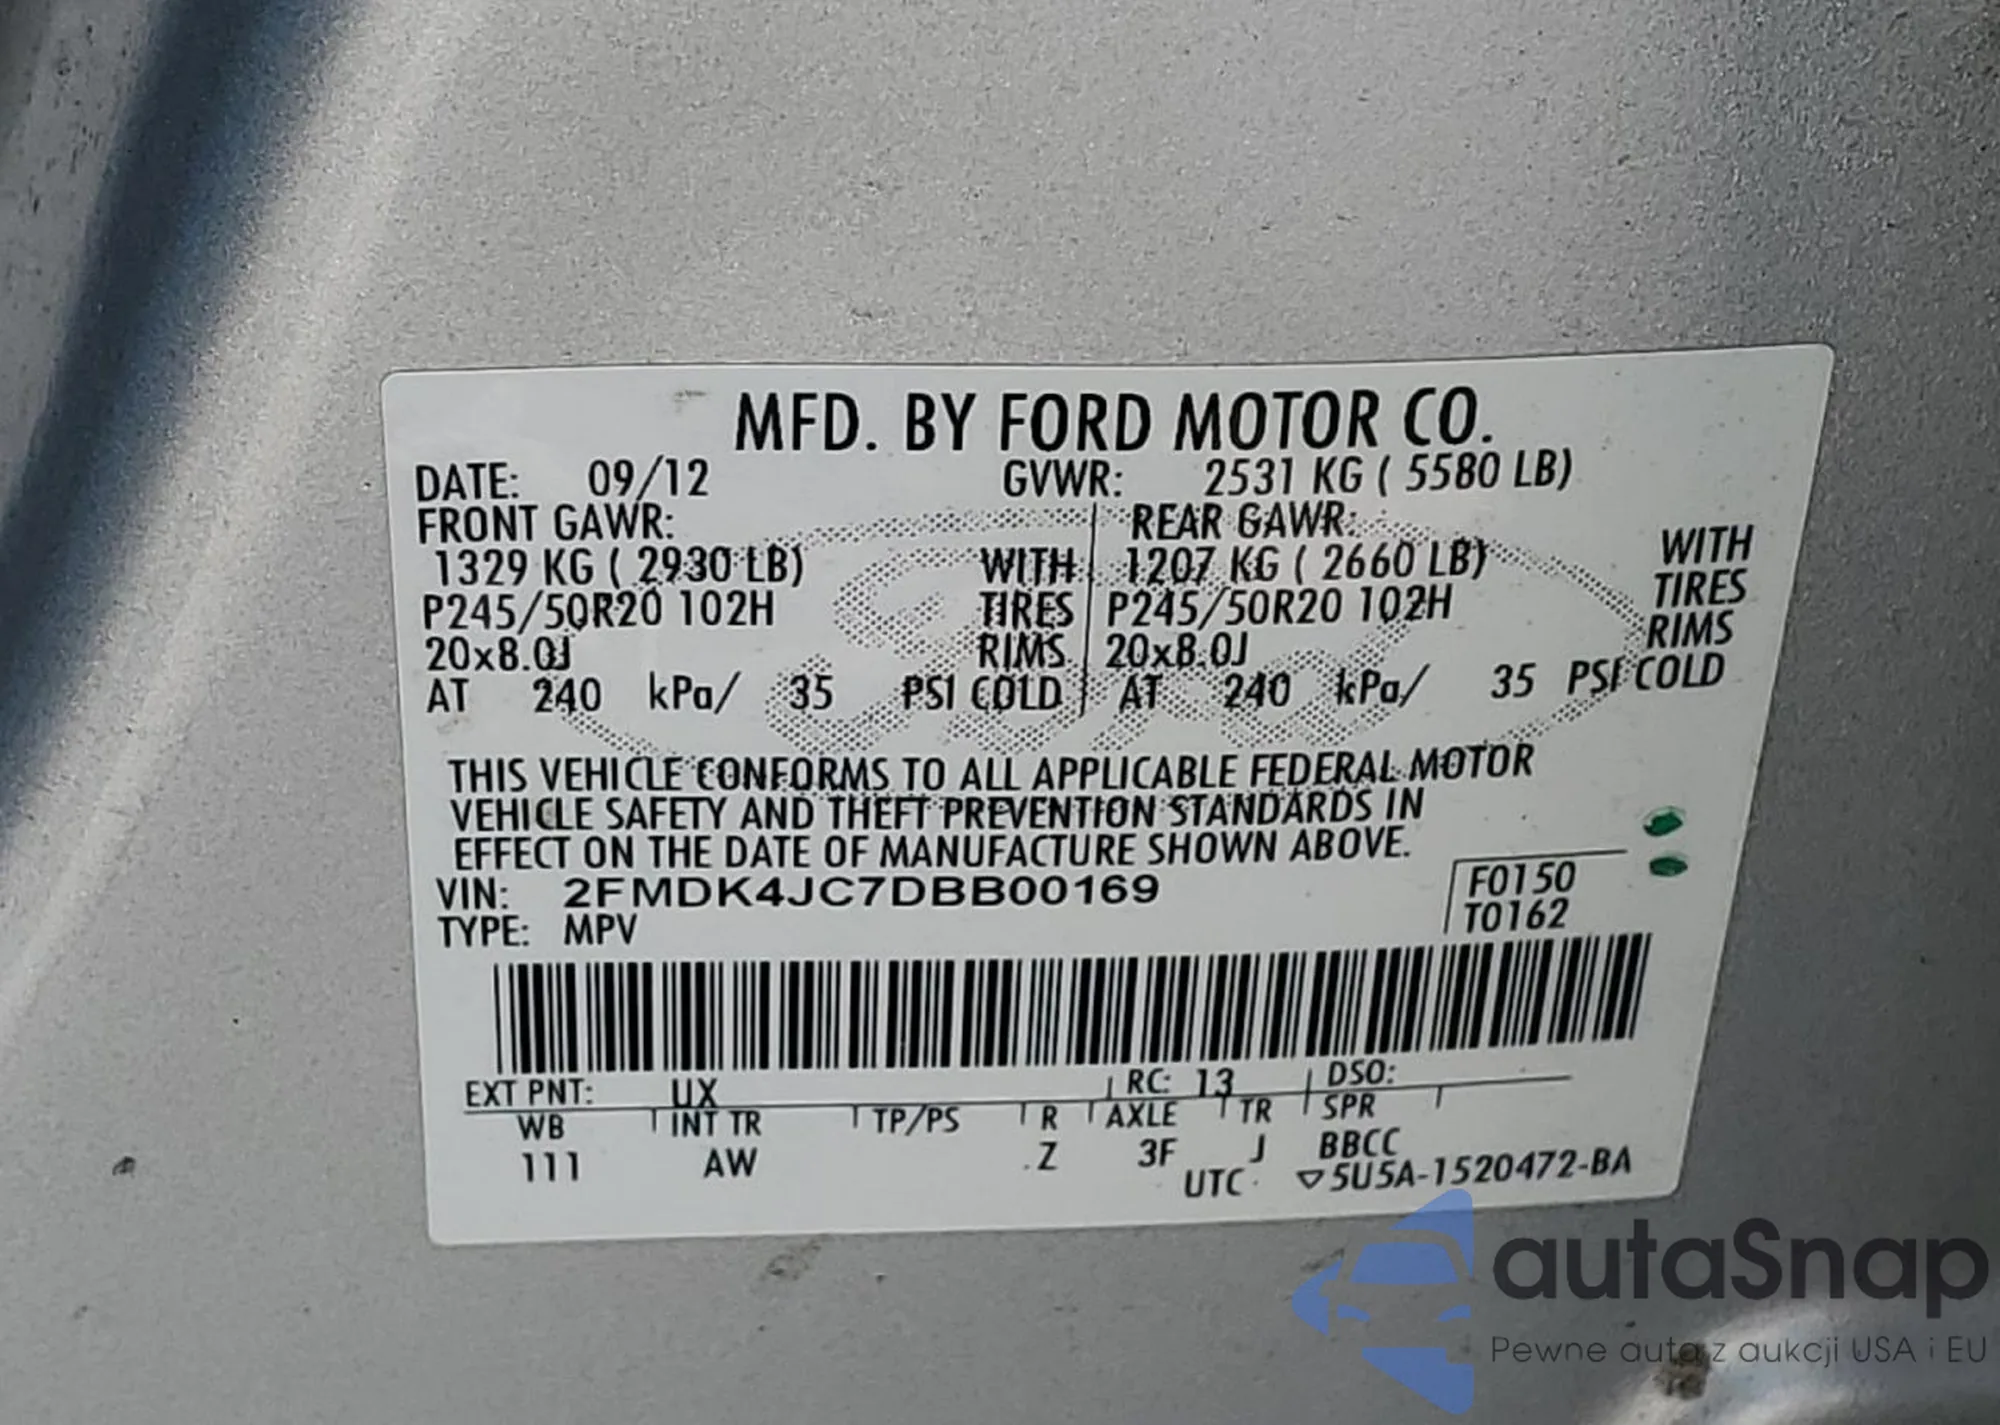 MFD. BY FORD MOTOR CO.
DATE: 09/12 GVWR: 2531 KG ( 5580 LB)
FRONT GAWR: REAR GAWR:
1329 KG ( 2930 LB) WITH 1207 KG ( 2660 LB) WITH
P245/50R20 102H TIRES P245/50R20 102H TIRES
20x8.0J RIMS 20x8.0J RIMS
AT 240 kPa/ 35 PSI COLD AT 240 kPa/ 35 PSI COLD
THIS VEHICLE CONFORMS TO ALL APPLICABLE FEDERAL MOTOR
VEHICLE SAFETY AND THEFT PREVENTION STANDARDS IN
EFFECT ON THE DATE OF MANUFACTURE SHOWN ABOVE.
VIN: 2FMDK4JC7DBB00169 F0150
TYPE: MPV T0162
EXT PNT: UX RC: 13 DSO:
WB INT TR TP/PS R AXLE TR SPR
111 AW Z 3F J BBCC
UTC ▽5U5A-1520472-BA
autaSnap
Pewne auta z aukcji USA i EU